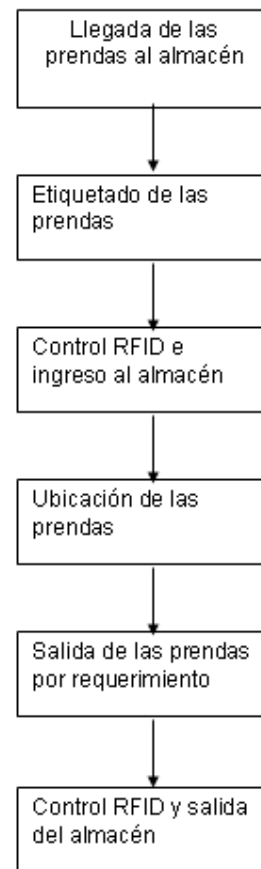 Llegada de las
prendas al almacén
Etiquetado de las
prendas
Control RFID e
ingreso al almacén
Ubicación de las
prendas
Salida de las prendas
por requerimiento
Control RFID y salida
del almacén